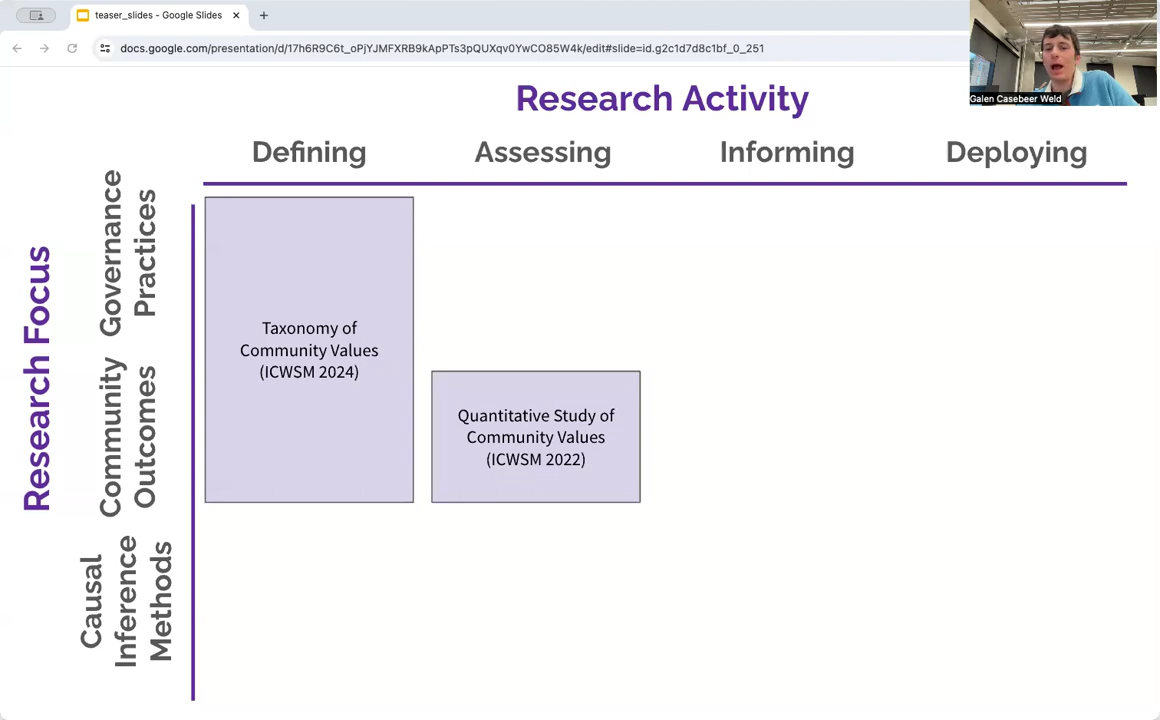 teaser_slides - Google Slides
docs.google.com/presentation/d/17h6R9C6t_oPjYJMFXRB9kApPTs3pQUXqv0YwCO85W4k/edit#slide=id.g2c1d7d8c1bf_0_251
Galen Casebeer Weld
Research Activity
Defining Assessing Informing Deploying
Research Focus
Governance
Practices
Community
Outcomes
Causal
Inference
Methods
Taxonomy of
Community Values
(ICWSM 2024)
Quantitative Study of
Community Values
(ICWSM 2022)